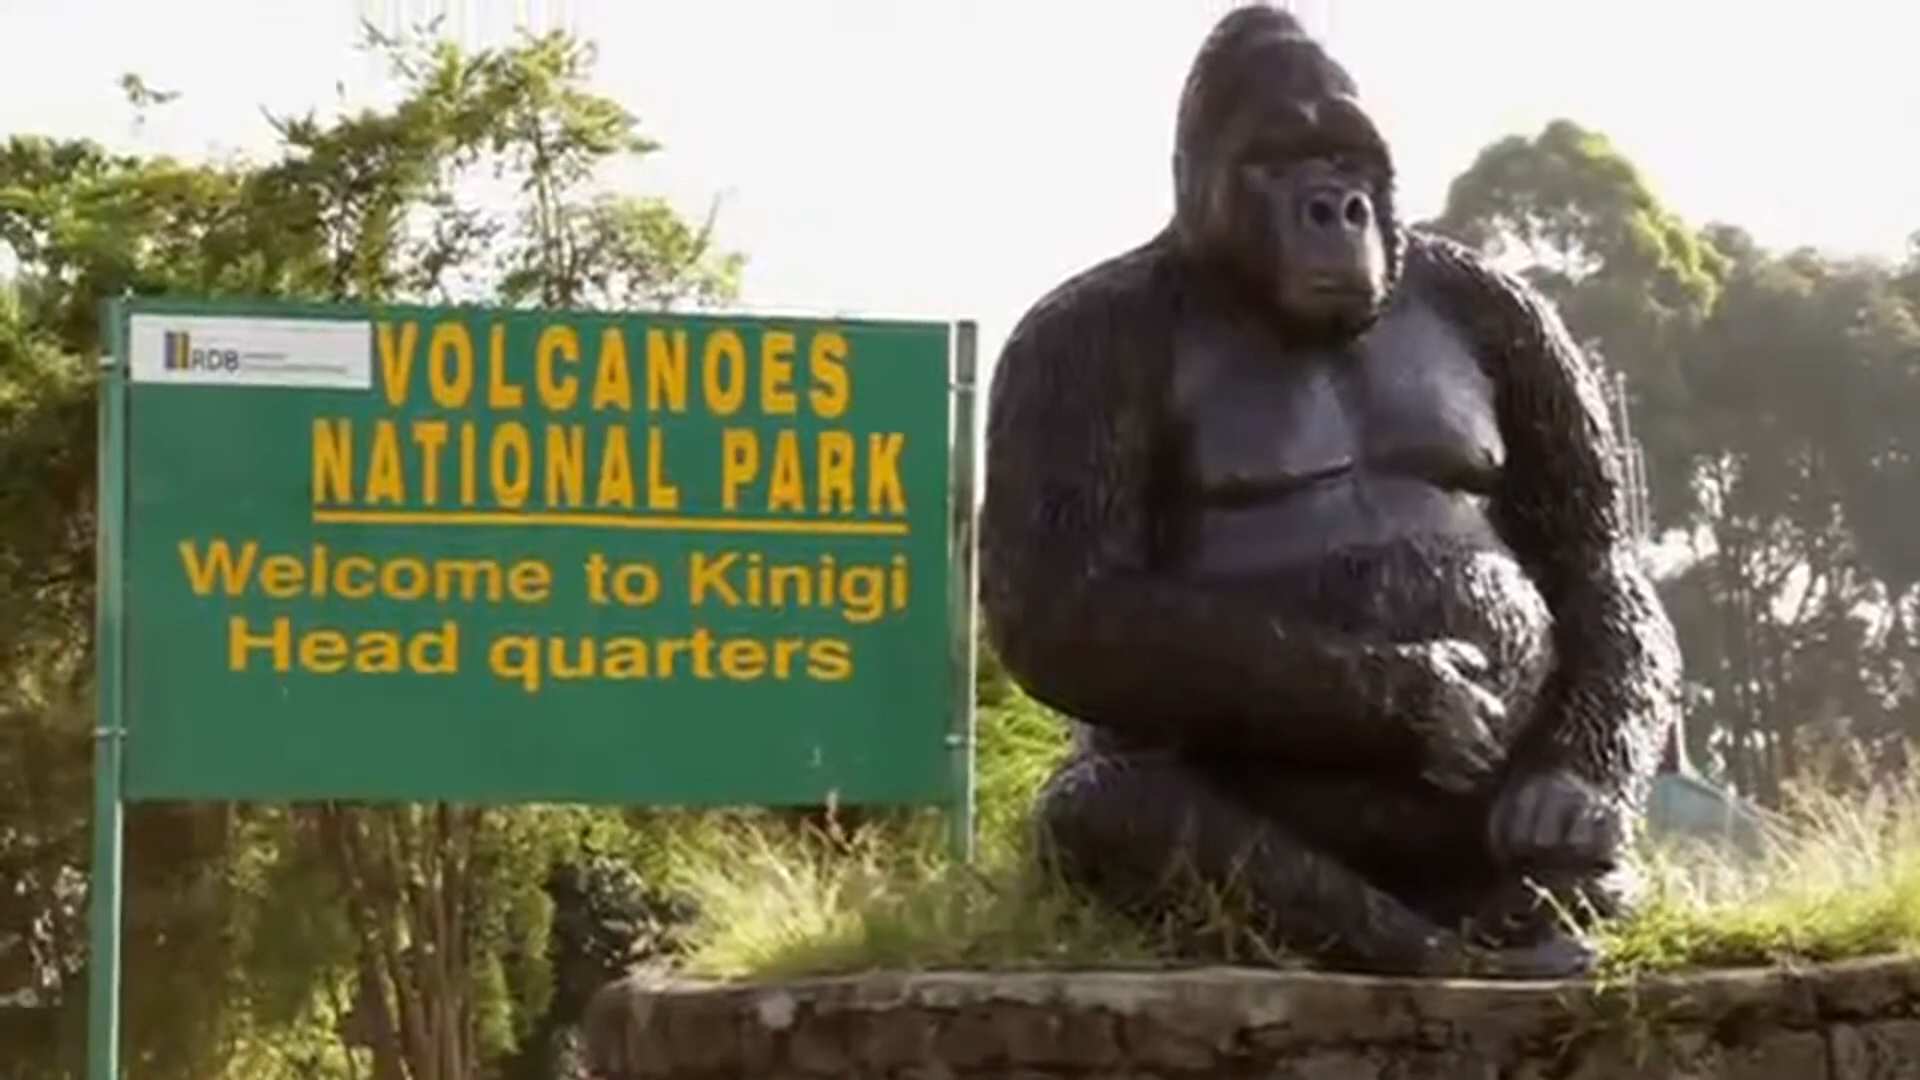 RDB
VOLCANOES
NATIONAL PARK
Welcome to Kinigi
Head quarters